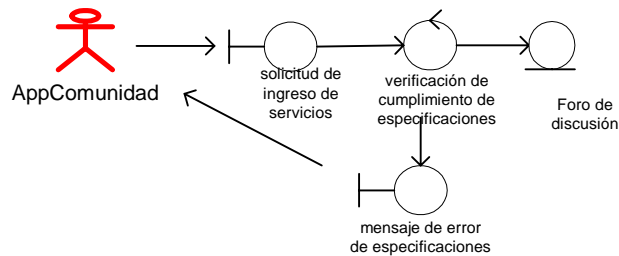 AppComunidad
solicitud de
ingreso de
servicios
verificación de
cumplimiento de
especificaciones
Foro de
discusión
mensaje de error
de especificaciones